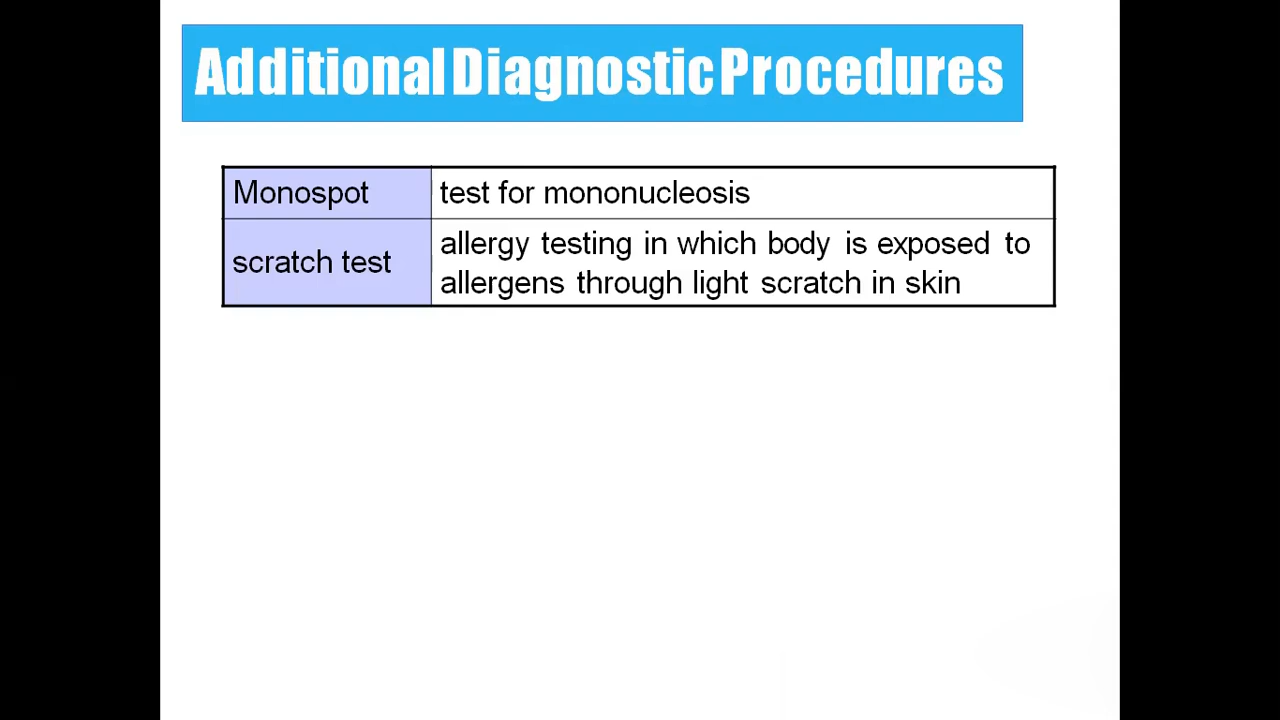 Additional Diagnostic Procedures
Monospot
test for mononucleosis
scratch test
allergy testing in which body is exposed to
allergens through light scratch in skin